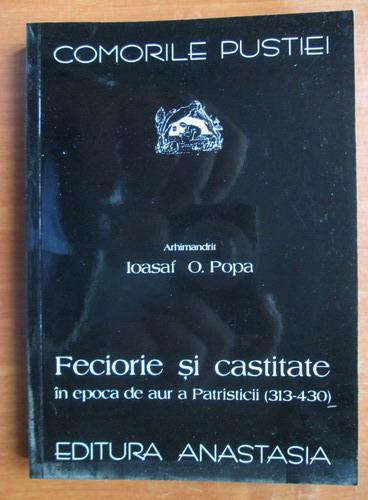 COMORILE PUSTIEI
Arhimandrit
Ioasaf O. Popa
Feciorie și castitate
în epoca de aur a Patristicii (313-430)
EDITURA ANASTASIA